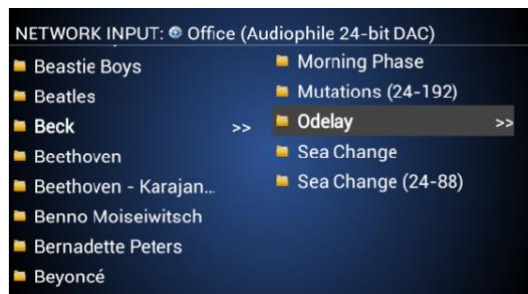 NETWORK INPUT: Office (Audiophile 24-bit DAC)
Beastie Boys
Beatles
Beck >>
Beethoven
Beethoven - Karajan...
Benno Moiseiwitsch
Bernadette Peters
Beyoncé
Morning Phase
Mutations (24-192)
Odelay >>
Sea Change
Sea Change (24-88)